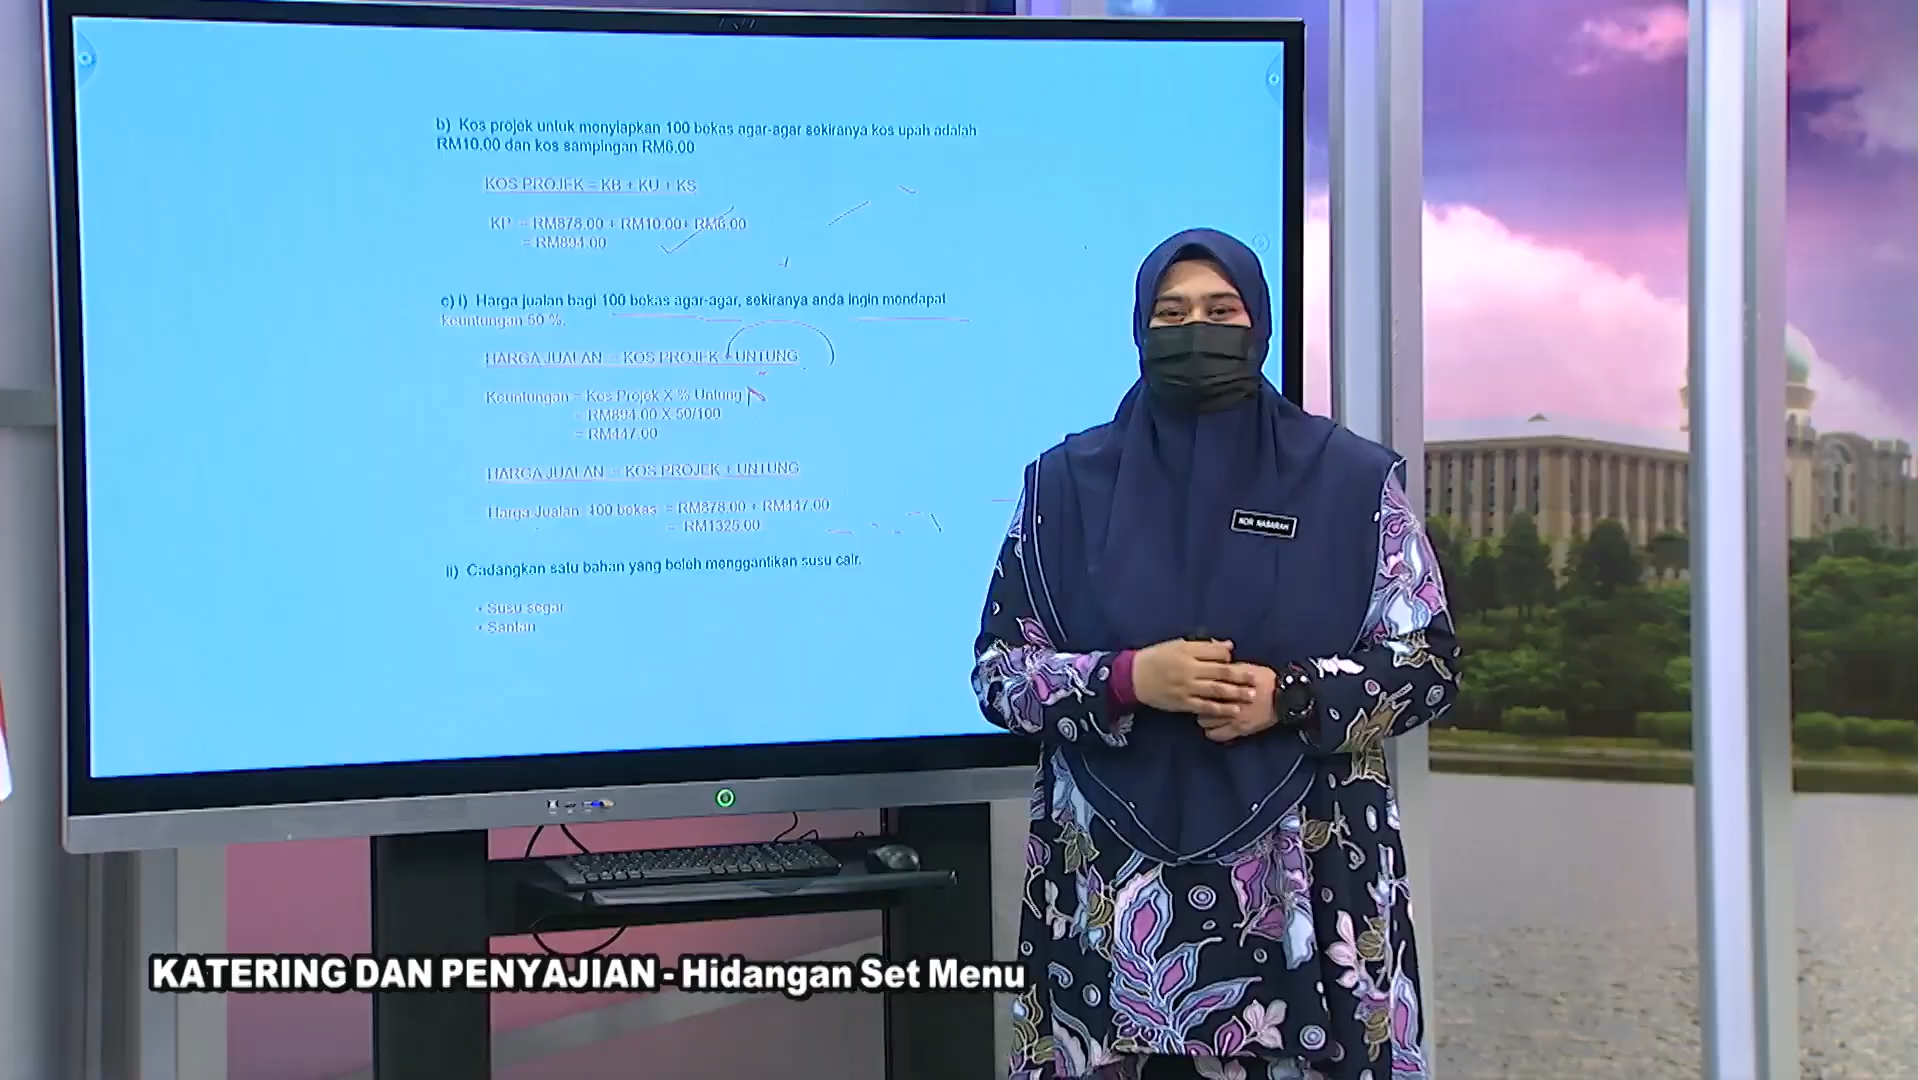 b) Kos projek untuk menyiapkan 100 bekas agar-agar sekiranya kos upah adalah
RM10.00 dan kos sampingan RM6.00
KOS PROJEK = KB + KU + KS
KP = RM878.00 + RM10.00+ RM6.00
= RM894.00
c) i) Harga jualan bagi 100 bekas agar-agar, sekiranya anda ingin mendapat
keuntungan 50 %.
HARGA JUALAN = KOS PROJEK + UNTUNG
Keuntungan = Kos Projek X % Untung
= RM894.00 X 50/100
= RM447.00
HARGA JUALAN = KOS PROJEK + UNTUNG
Harga Jualan 100 bekas = RM878.00 + RM447.00
= RM1325.00
ii) Cadangkan satu bahan yang boleh menggantikan susu cair.
• Susu segar
• Santan
NOR NABARAH
KATERING DAN PENYAJIAN - Hidangan Set Menu